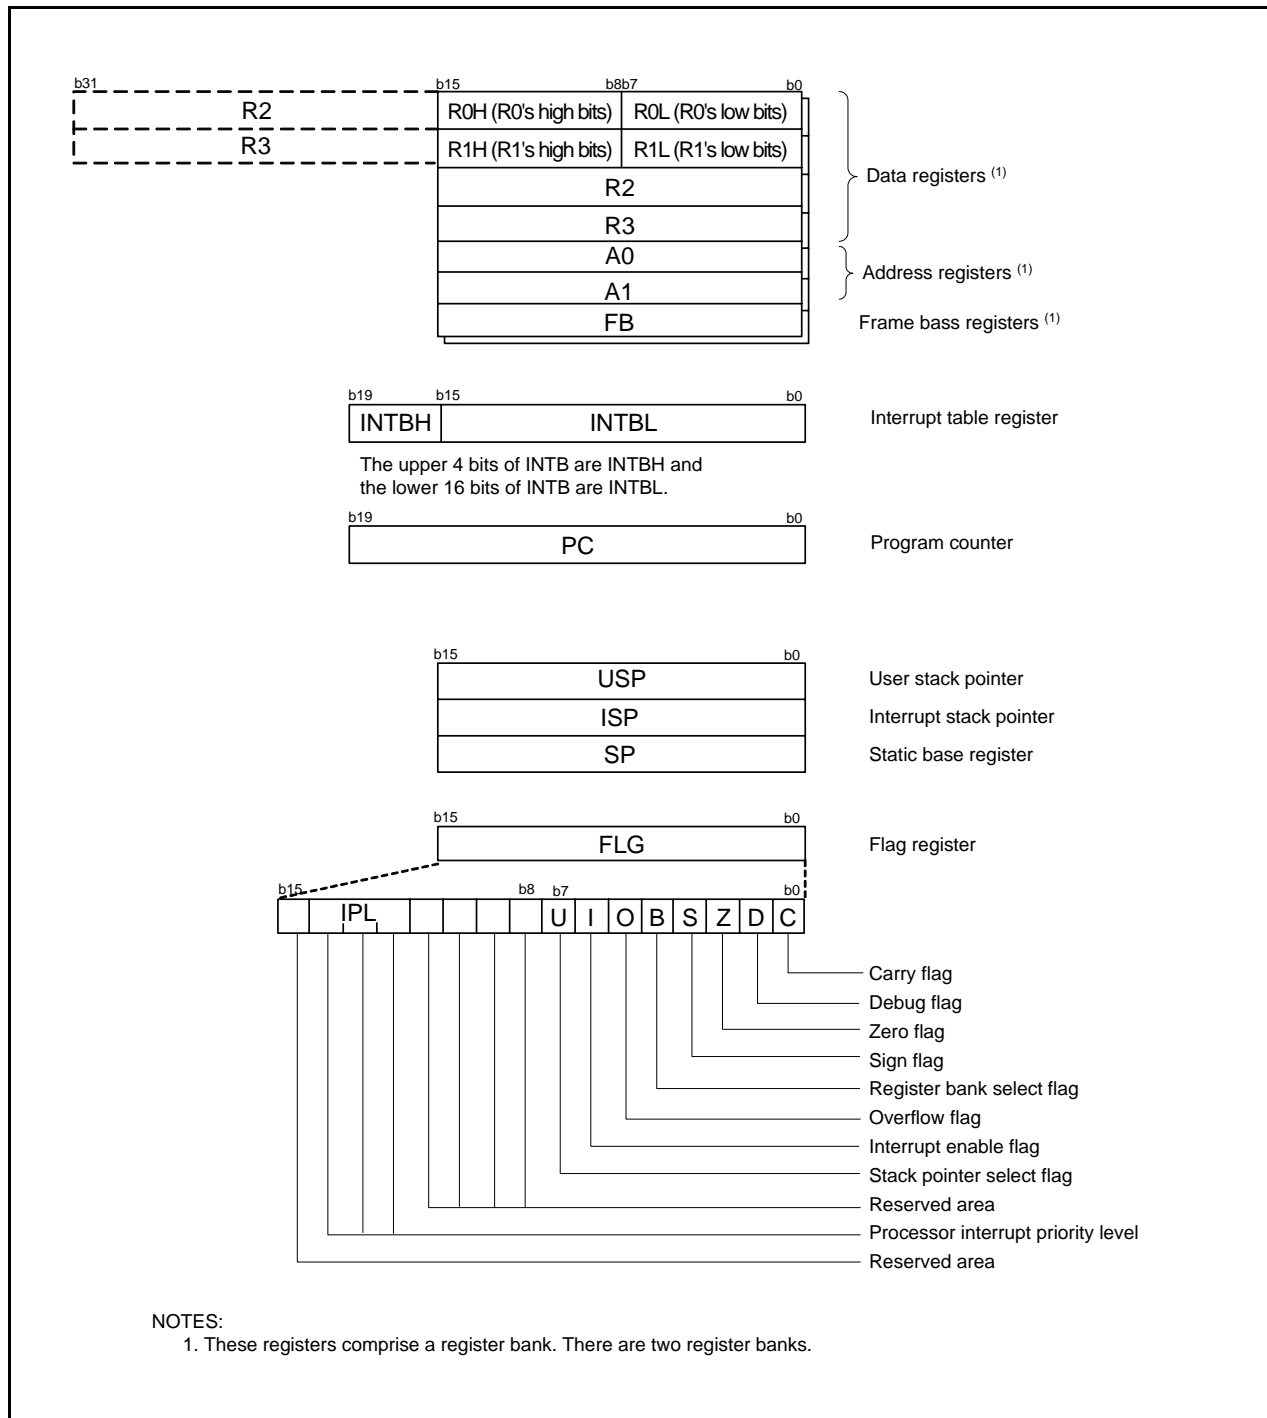 b31 b15 b8b7 b0
R2 R0H (R0's high bits) R0L (R0's low bits)
R3 R1H (R1's high bits) R1L (R1's low bits)
Data registers (1)
R2
R3
A0
Address registers (1)
A1
FB Frame bass registers (1)
b19 b15 b0
INTBH INTBL Interrupt table register
The upper 4 bits of INTB are INTBH and
the lower 16 bits of INTB are INTBL.
b19 b0
PC Program counter
b15 b0
USP User stack pointer
ISP Interrupt stack pointer
SP Static base register
b15 b0
FLG Flag register
b15 b8 b7 b0
IPL U I O B S Z D C
Carry flag
Debug flag
Zero flag
Sign flag
Register bank select flag
Overflow flag
Interrupt enable flag
Stack pointer select flag
Reserved area
Processor interrupt priority level
Reserved area
NOTES:
1. These registers comprise a register bank. There are two register banks.